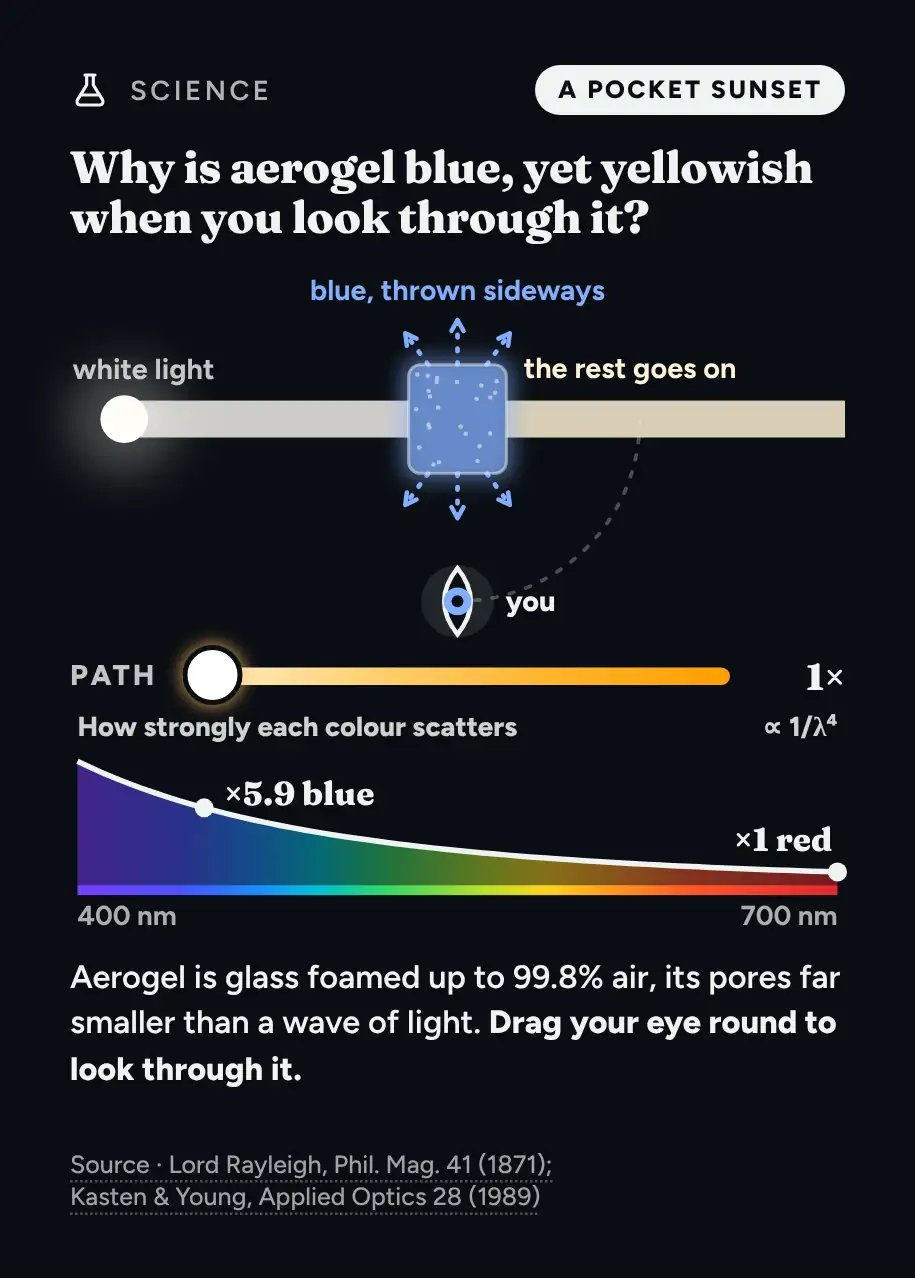 SCIENCE
A POCKET SUNSET
Why is aerogel blue, yet yellowish
when you look through it?
blue, thrown sideways
white light
the rest goes on
you
PATH
1×
How strongly each colour scatters
∝ 1/λ⁴
×5.9 blue
×1 red
400 nm
700 nm
Aerogel is glass foamed up to 99.8% air, its pores far
smaller than a wave of light. Drag your eye round to
look through it.
Source · Lord Rayleigh, Phil. Mag. 41 (1871);
Kasten & Young, Applied Optics 28 (1989)